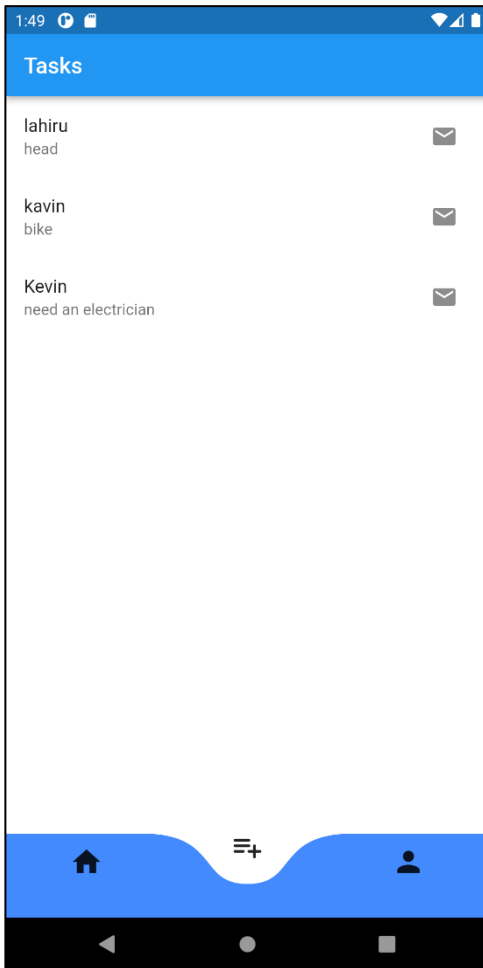 1:49
Tasks
lahiru
head
kavin
bike
Kevin
need an electrician